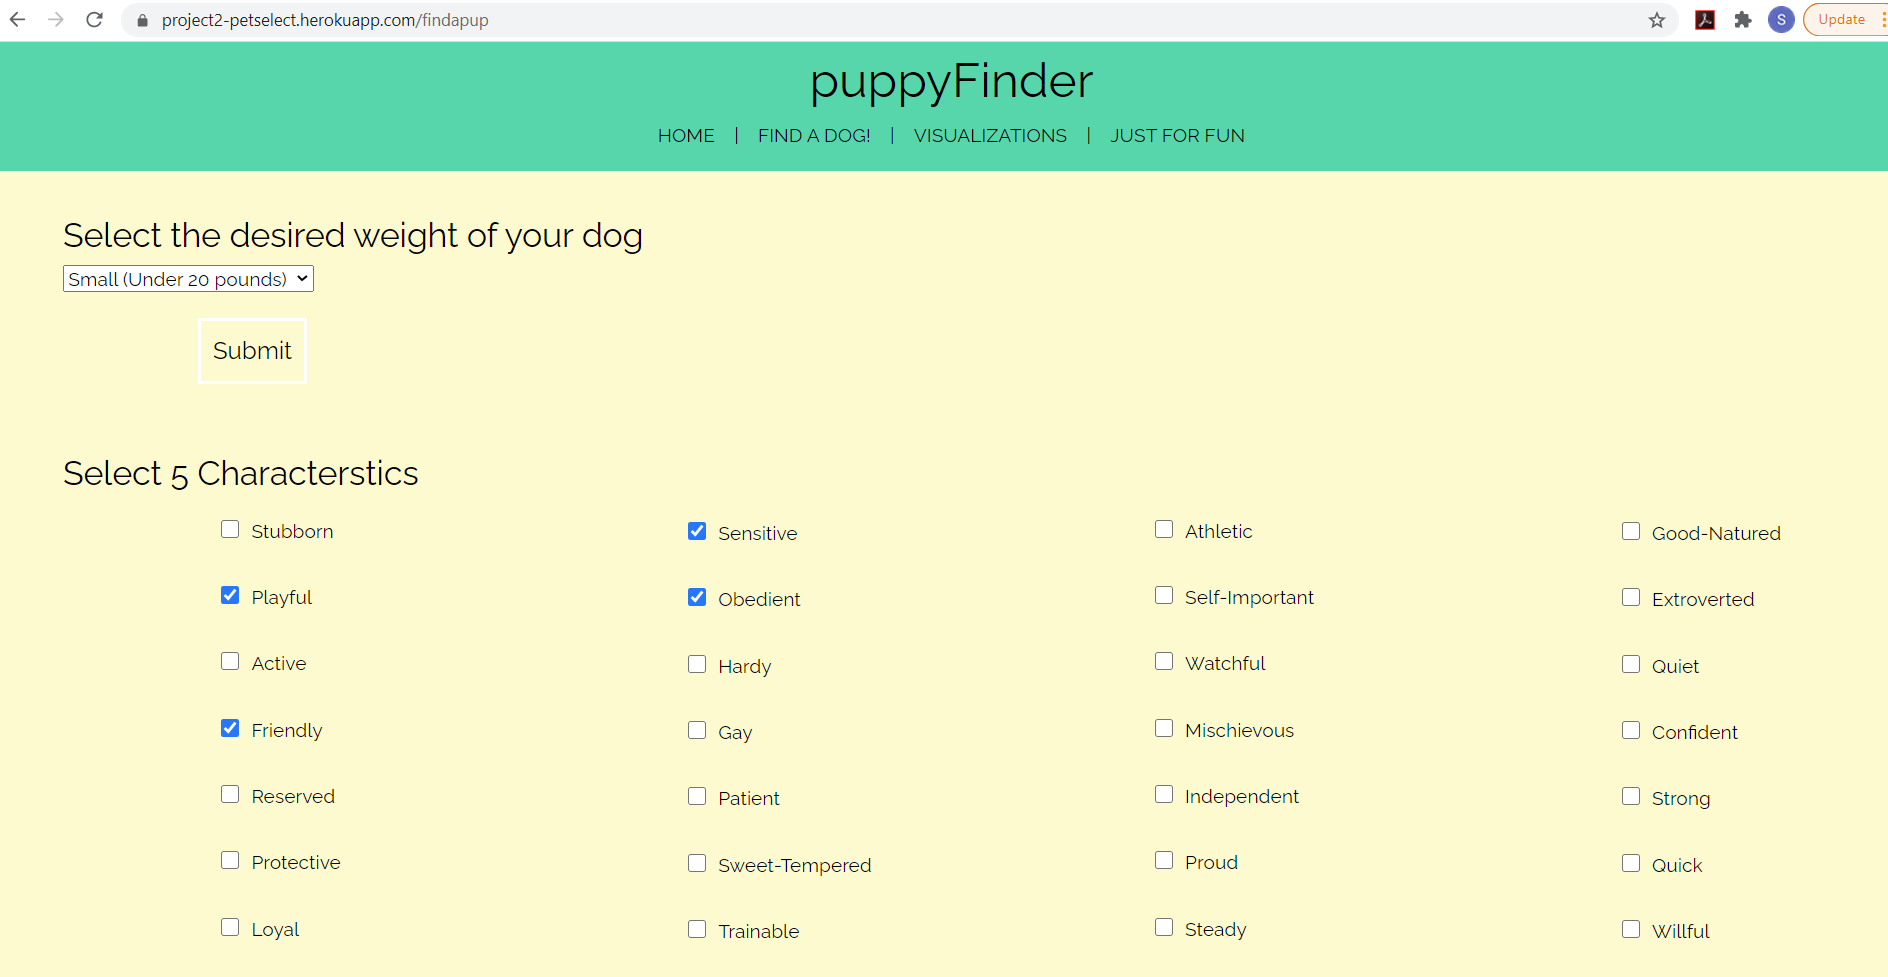 project2-petselect.herokuapp.com/findapup
S
Update
puppyFinder
HOME | FIND A DOG! | VISUALIZATIONS | JUST FOR FUN
Select the desired weight of your dog
Small (Under 20 pounds)
Submit
Select 5 Characterstics
Stubborn Sensitive Athletic Good-Natured
Playful Obedient Self-Important Extroverted
Active Hardy Watchful Quiet
Friendly Gay Mischievous Confident
Reserved Patient Independent Strong
Protective Sweet-Tempered Proud Quick
Loyal Trainable Steady Willful